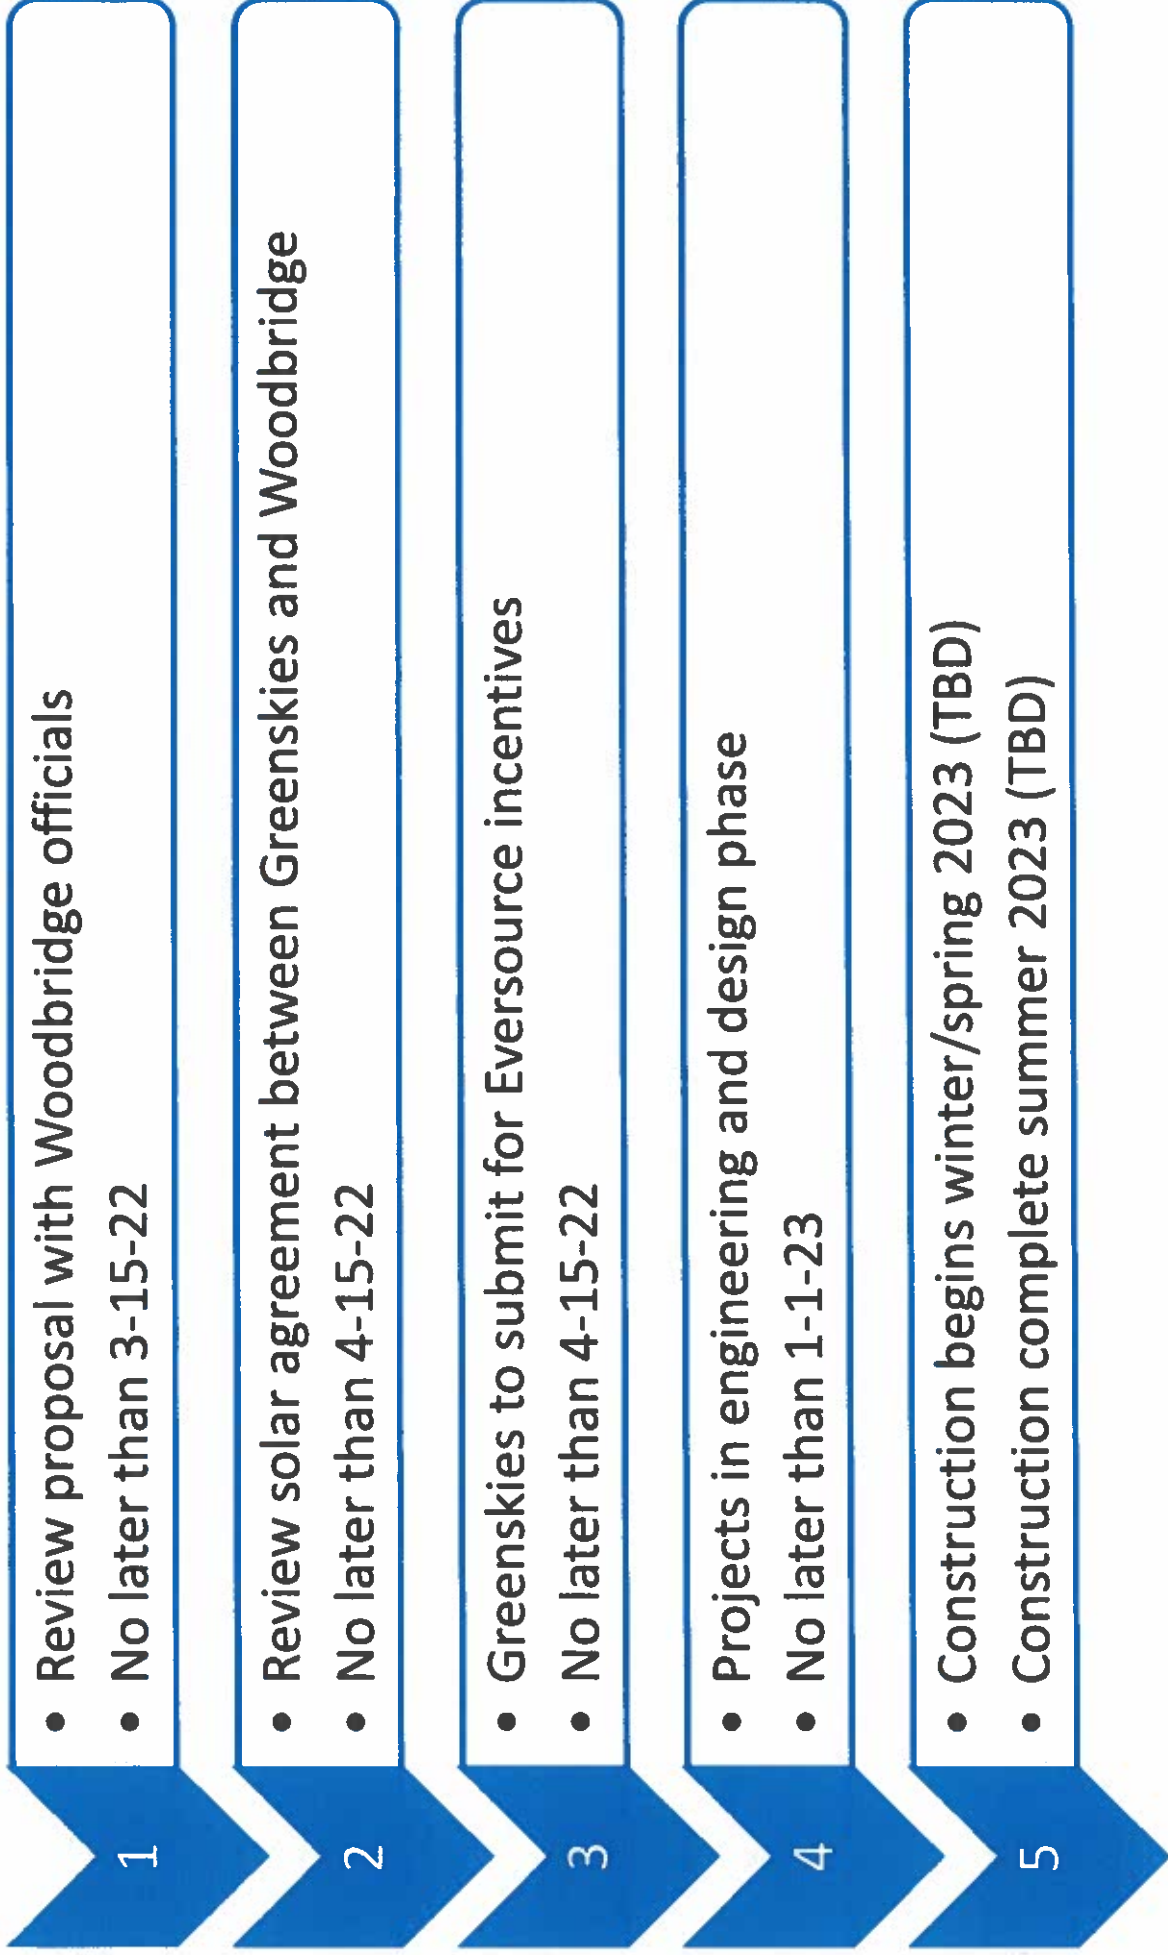 1
• Review proposal with Woodbridge officials
• No later than 3-15-22
2
• Review solar agreement between Greenskies and Woodbridge
• No later than 4-15-22
3
• Greenskies to submit for Eversource incentives
• No later than 4-15-22
4
• Projects in engineering and design phase
• No later than 1-1-23
5
• Construction begins winter/spring 2023 (TBD)
• Construction complete summer 2023 (TBD)